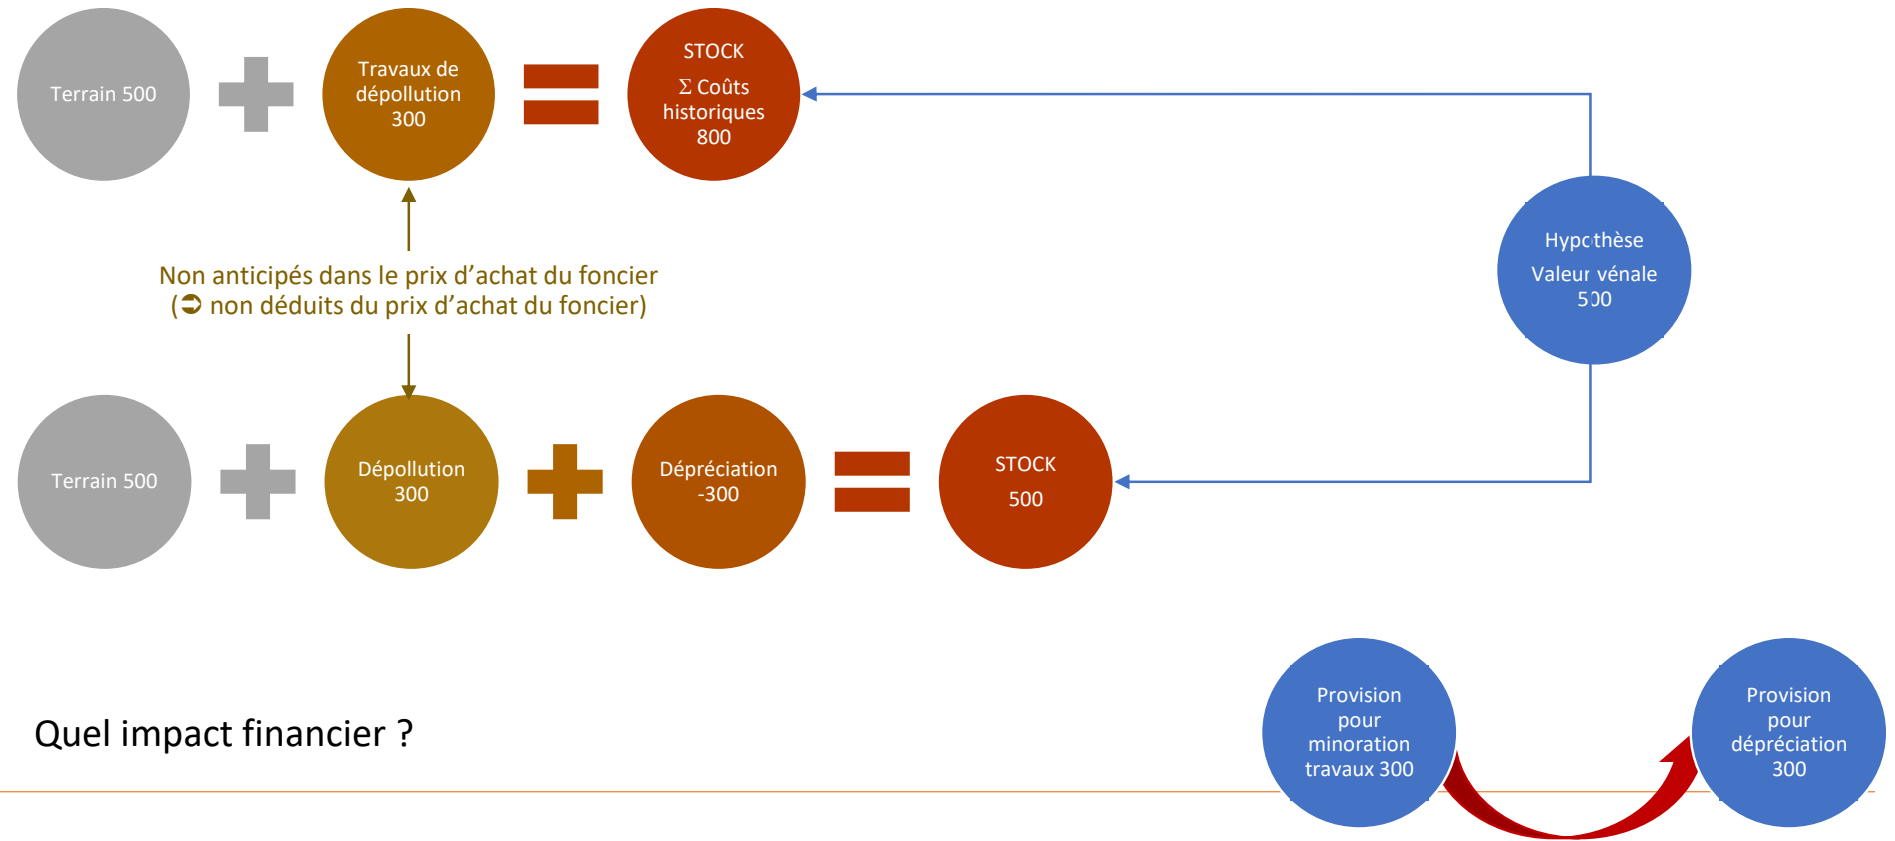 Terrain 500
Travaux de
dépollution
300
STOCK
Σ Coûts
historiques
800
Hypothèse
Valeur vénale
500
Non anticipés dans le prix d’achat du foncier
(➲ non déduits du prix d’achat du foncier)
Terrain 500
Dépollution
300
Dépréciation
-300
STOCK
500
Quel impact financier ?
Provision
pour
minoration
travaux 300
Provision
pour
dépréciation
300